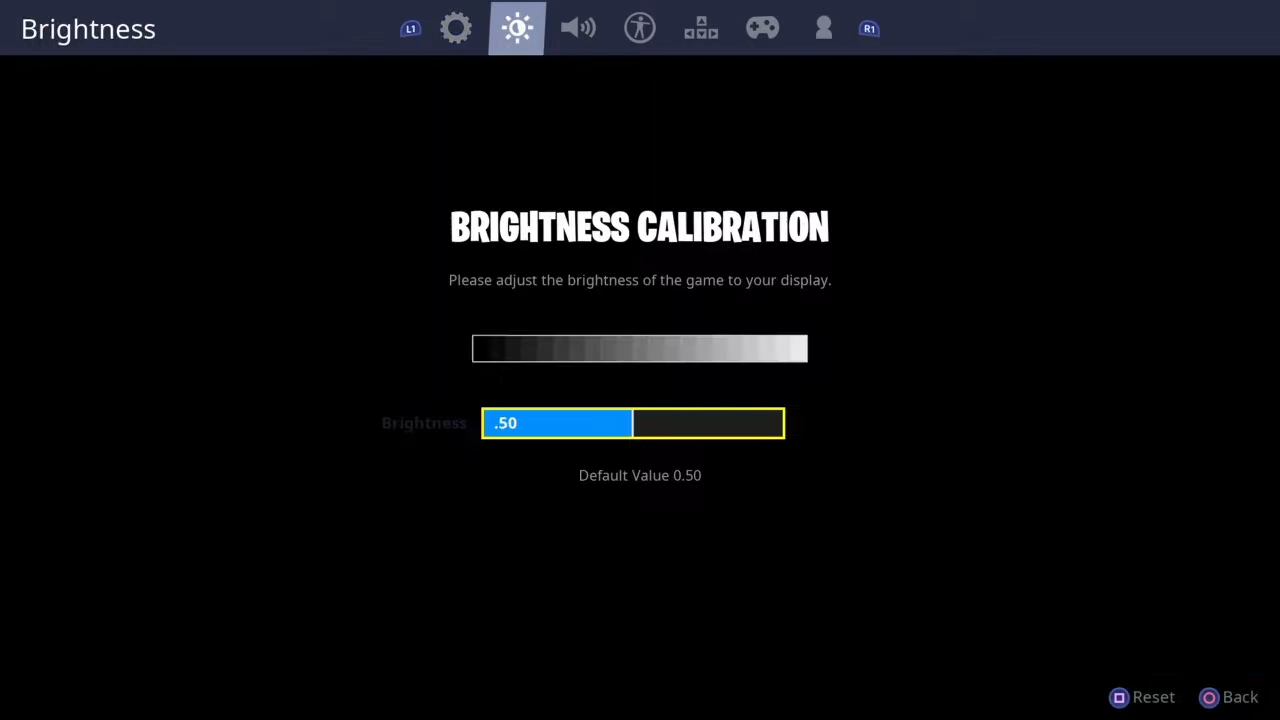 Brightness
L1
R1
BRIGHTNESS CALIBRATION
Please adjust the brightness of the game to your display.
Brightness
.50
Default Value 0.50
Reset
Back